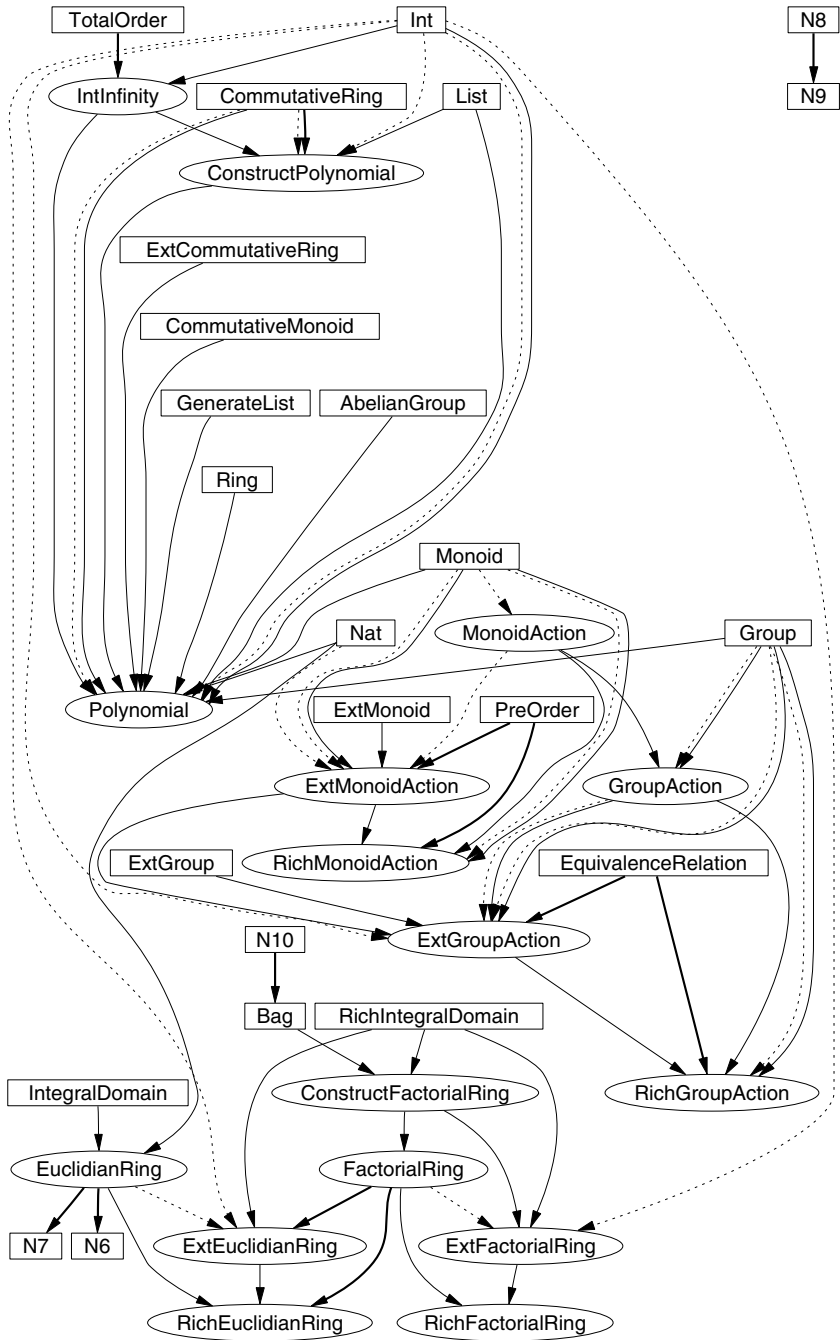 TotalOrder
Int
N8
IntInfinity
CommutativeRing
List
N9
ConstructPolynomial
ExtCommutativeRing
CommutativeMonoid
GenerateList
AbelianGroup
Ring
Monoid
Nat
MonoidAction
Group
Polynomial
ExtMonoid
PreOrder
ExtMonoidAction
GroupAction
ExtGroup
RichMonoidAction
EquivalenceRelation
N10
ExtGroupAction
Bag
RichIntegralDomain
IntegralDomain
ConstructFactorialRing
RichGroupAction
EuclidianRing
FactorialRing
N7
N6
ExtEuclidianRing
ExtFactorialRing
RichEuclidianRing
RichFactorialRing